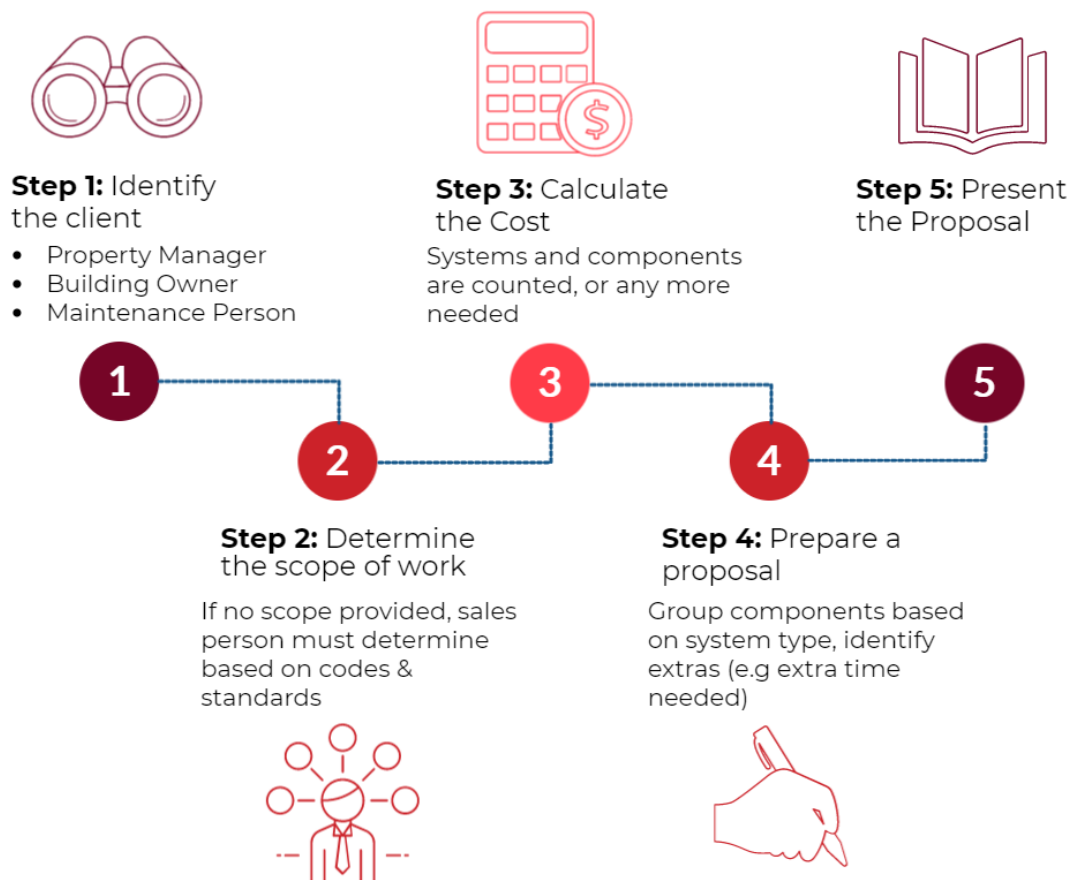 Step 1: Identify
the client
• Property Manager
• Building Owner
• Maintenance Person
Step 3: Calculate
the Cost
Systems and components
are counted, or any more
needed
Step 5: Present
the Proposal
1
2
3
4
5
Step 2: Determine
the scope of work
If no scope provided, sales
person must determine
based on codes &
standards
Step 4: Prepare a
proposal
Group components based
on system type, identify
extras (e.g extra time
needed)
$